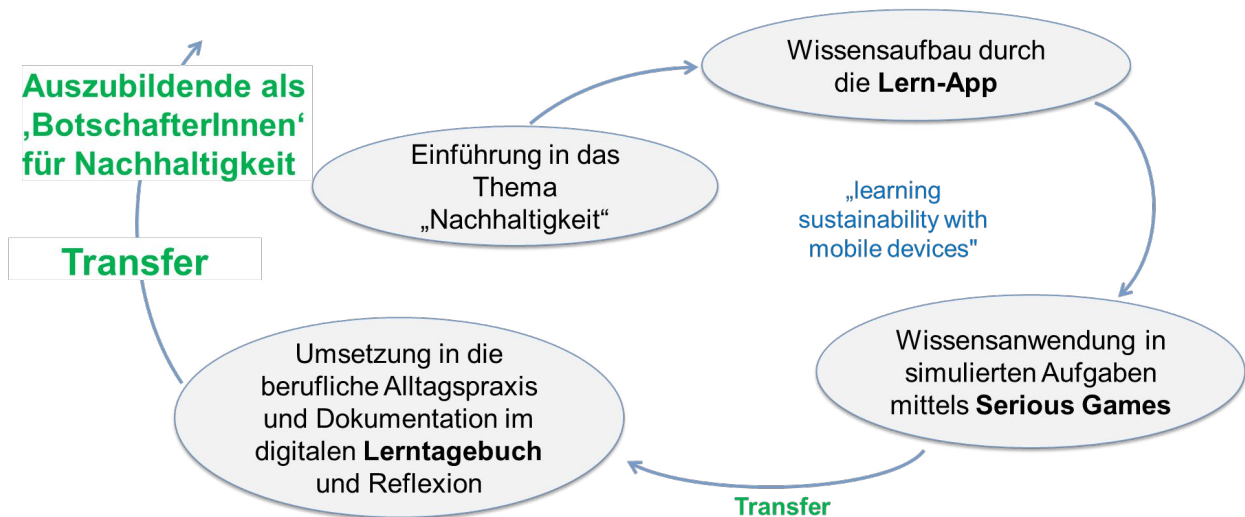 Auszubildende als
‚BotschafterInnen‘
für Nachhaltigkeit
Transfer
Einführung in das
Thema
„Nachhaltigkeit“
Wissensaufbau durch
die Lern-App
„learning
sustainability with
mobile devices"
Wissensanwendung in
simulierten Aufgaben
mittels Serious Games
Transfer
Umsetzung in die
berufliche Alltagspraxis
und Dokumentation im
digitalen Lerntagebuch
und Reflexion